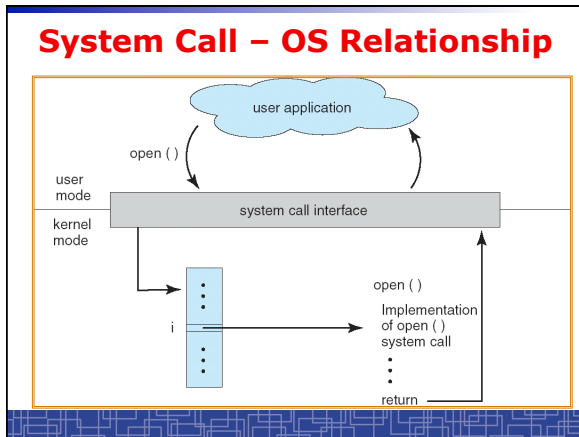 System Call – OS Relationship
user application
open ( )
user
mode
system call interface
kernel
mode
i
open ( )
Implementation
of open ( )
system call
return